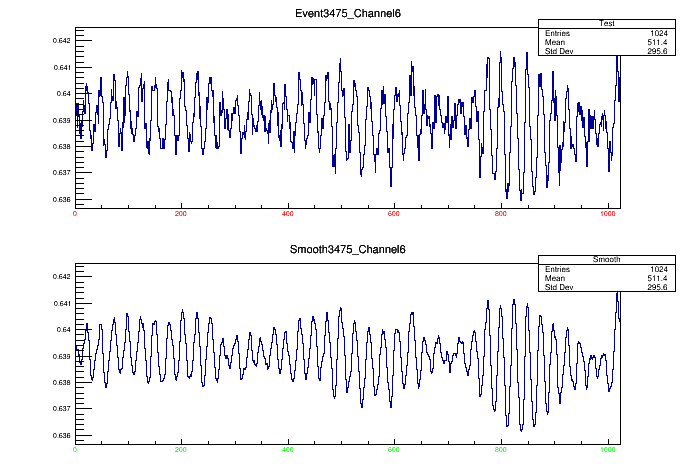 Event3475_Channel6
Test
Entries 1024
Mean 511.4
Std Dev 295.6
0.642
0.641
0.64
0.639
0.638
0.637
0.636
0 200 400 600 800 1000
Smooth3475_Channel6
Smooth
Entries 1024
Mean 511.4
Std Dev 295.6
0.642
0.641
0.64
0.639
0.638
0.637
0.636
0 200 400 600 800 1000